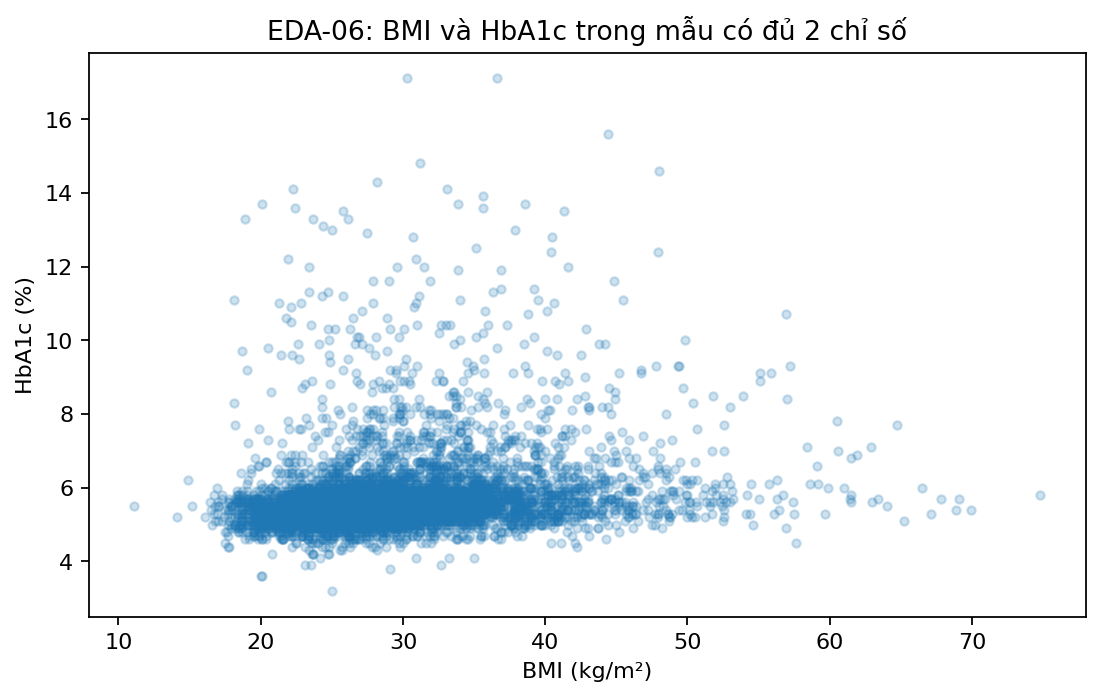 EDA-06: BMI và HbA1c trong mẫu có đủ 2 chỉ số
HbA1c (%)
16
14
12
10
8
6
4
10 20 30 40 50 60 70
BMI (kg/m²)